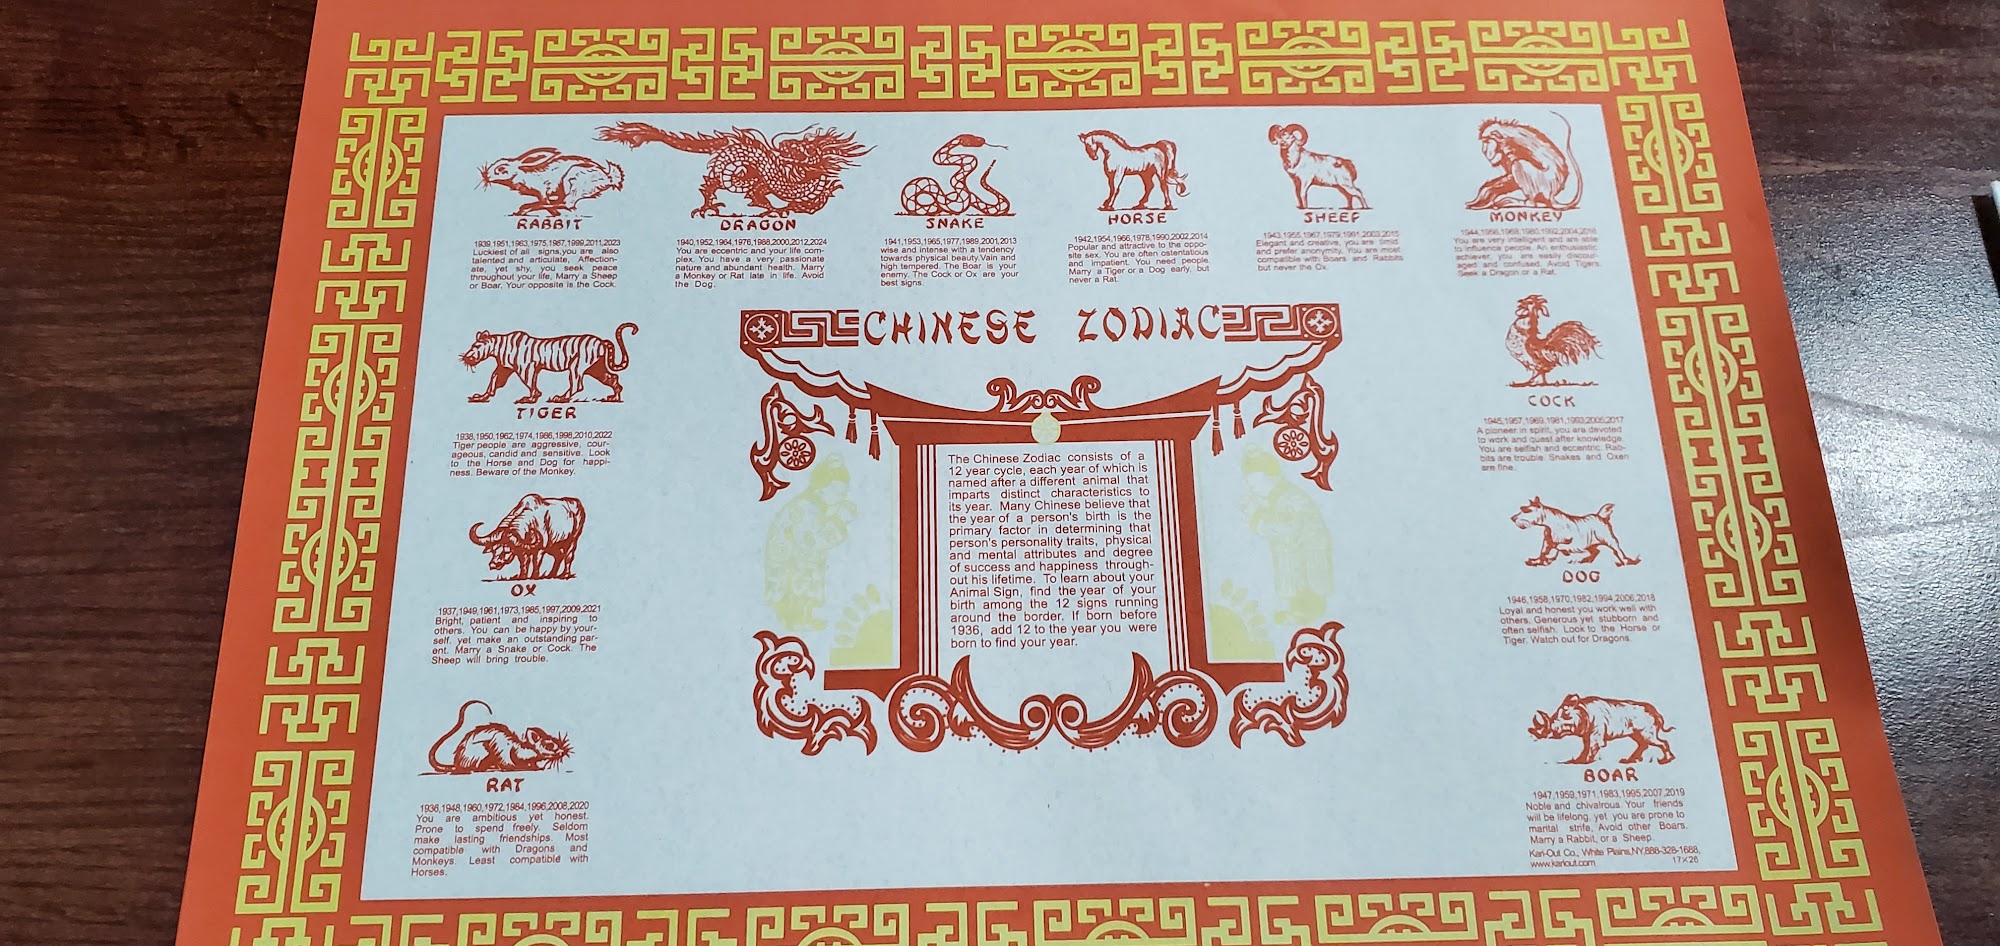 RABBIT
1939,1951,1963,1975,1987,1999,2011,2023
Luckiest of all signs,you are also
talented and articulate, Affection-
ate, yet shy, you seek peace
throughout your life, Marry a Sheep
or Boar. Your opposite is the Cock.
DRAGON
1940,1952,1964,1976,1988,2000,2012,2024
You are eccentric and your life com-
plex. You have a very passionate
nature and abundant health. Marry
a Monkey or Rat late in life. Avoid
the Dog.
SNAKE
1941,1953,1965,1977,1989,2001,2013
wise and intense with a tendency
towards physical beauty.Vain and
high tempered. The Boar is your
enemy. The Cock or Ox are your
best signs.
HORSE
1942,1954,1966,1978,1990,2002,2014
Popular and attractive to the oppo-
site sex. You are often ostentatious
and impatient. You need people.
Marry a Tiger or a Dog early, but
never a Rat.
SHEEP
1943,1955,1967,1979,1991,2003,2015
Elegant and creative, you are timid
and prefer anonymity. You are most
compatible with Boars and Rabbits
but never the Ox.
MONKEY
1944,1956,1968,1980,1992,2004,2016
You are very intelligent and are able
to influence people. An enthusiastic
achiever, you are easily discour-
aged and confused. Avoid Tigers.
Seek a Dragon or a Rat.
TIGER
1938,1950,1962,1974,1986,1998,2010,2022
Tiger people are aggressive, cour-
ageous, candid and sensitive. Look
to the Horse and Dog for happi-
ness. Beware of the Monkey.
OX
1937,1949,1961,1973,1985,1997,2009,2021
Bright, patient and inspiring to
others. You can be happy by your-
self, yet make an outstanding par-
ent. Marry a Snake or Cock. The
Sheep will bring trouble.
RAT
1936,1948,1960,1972,1984,1996,2008,2020
You are ambitious yet honest.
Prone to spend freely. Seldom
make lasting friendships. Most
compatible with Dragons and
Monkeys. Least compatible with
Horses.
CHINESE ZODIAC
The Chinese Zodiac consists of a
12 year cycle, each year of which is
named after a different animal that
imparts distinct characteristics to
its year. Many Chinese believe that
the year of a person's birth is the
primary factor in determining that
person's personality traits, physical
and mental attributes and degree
of success and happiness through-
out his lifetime. To learn about your
Animal Sign, find the year of your
birth among the 12 signs running
around the border. If born before
1936, add 12 to the year you were
born to find your year.
COCK
1945,1957,1969,1981,1993,2005,2017
A pioneer in spirit, you are devoted
to work and quest after knowledge.
You are selfish and eccentric. Rab-
bits are trouble. Snakes and Oxen
are fine.
DOG
1946,1958,1970,1982,1994,2006,2018
Loyal and honest you work well with
others. Generous yet stubborn and
often selfish. Look to the Horse or
Tiger. Watch out for Dragons.
BOAR
1947,1959,1971,1983,1995,2007,2019
Noble and chivalrous. Your friends
will be lifelong, yet you are prone to
marital strife, Avoid other Boars.
Marry a Rabbit, or a Sheep.
Kari-Out Co., White Plains,NY,888-328-1688,
www.kariout.com 17×26